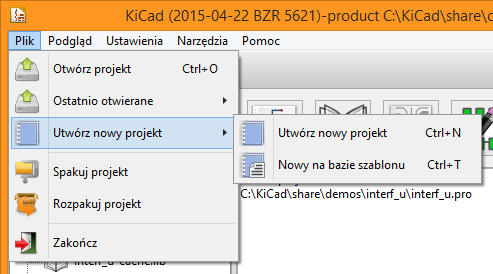 KiCad (2015-04-22 BZR 5621)-product C:\KiCad\share\d
Plik Podgląd Ustawienia Narzędzia Pomoc
Otwórz projekt Ctrl+O
Ostatnio otwierane
Utwórz nowy projekt
Utwórz nowy projekt Ctrl+N
Nowy na bazie szablonu Ctrl+T
Spakuj projekt
C:\KiCad\share\demos\interf_u\interf_u.pro
Rozpakuj projekt
Zakończ
interf_u-cache.lib